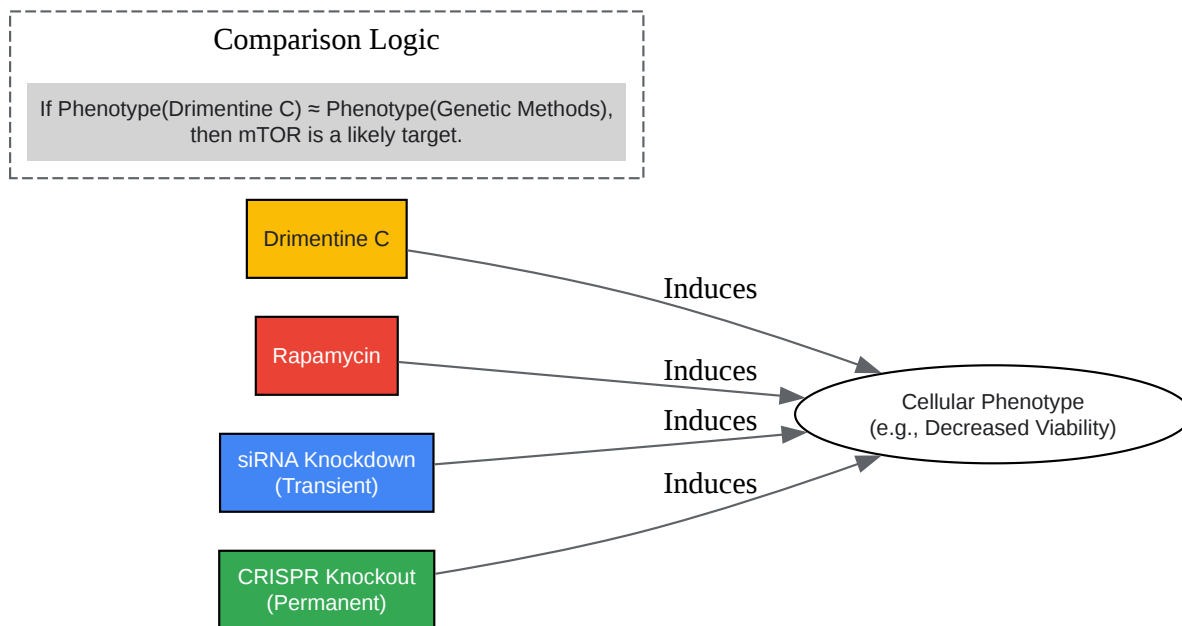 Comparison Logic
If Phenotype(Drimentine C) ≈ Phenotype(Genetic Methods),
then mTOR is a likely target.
Drimentine C
Induces
Rapamycin
Induces
Induces
Cellular Phenotype
(e.g., Decreased Viability)
siRNA Knockdown
(Transient)
Induces
CRISPR Knockout
(Permanent)